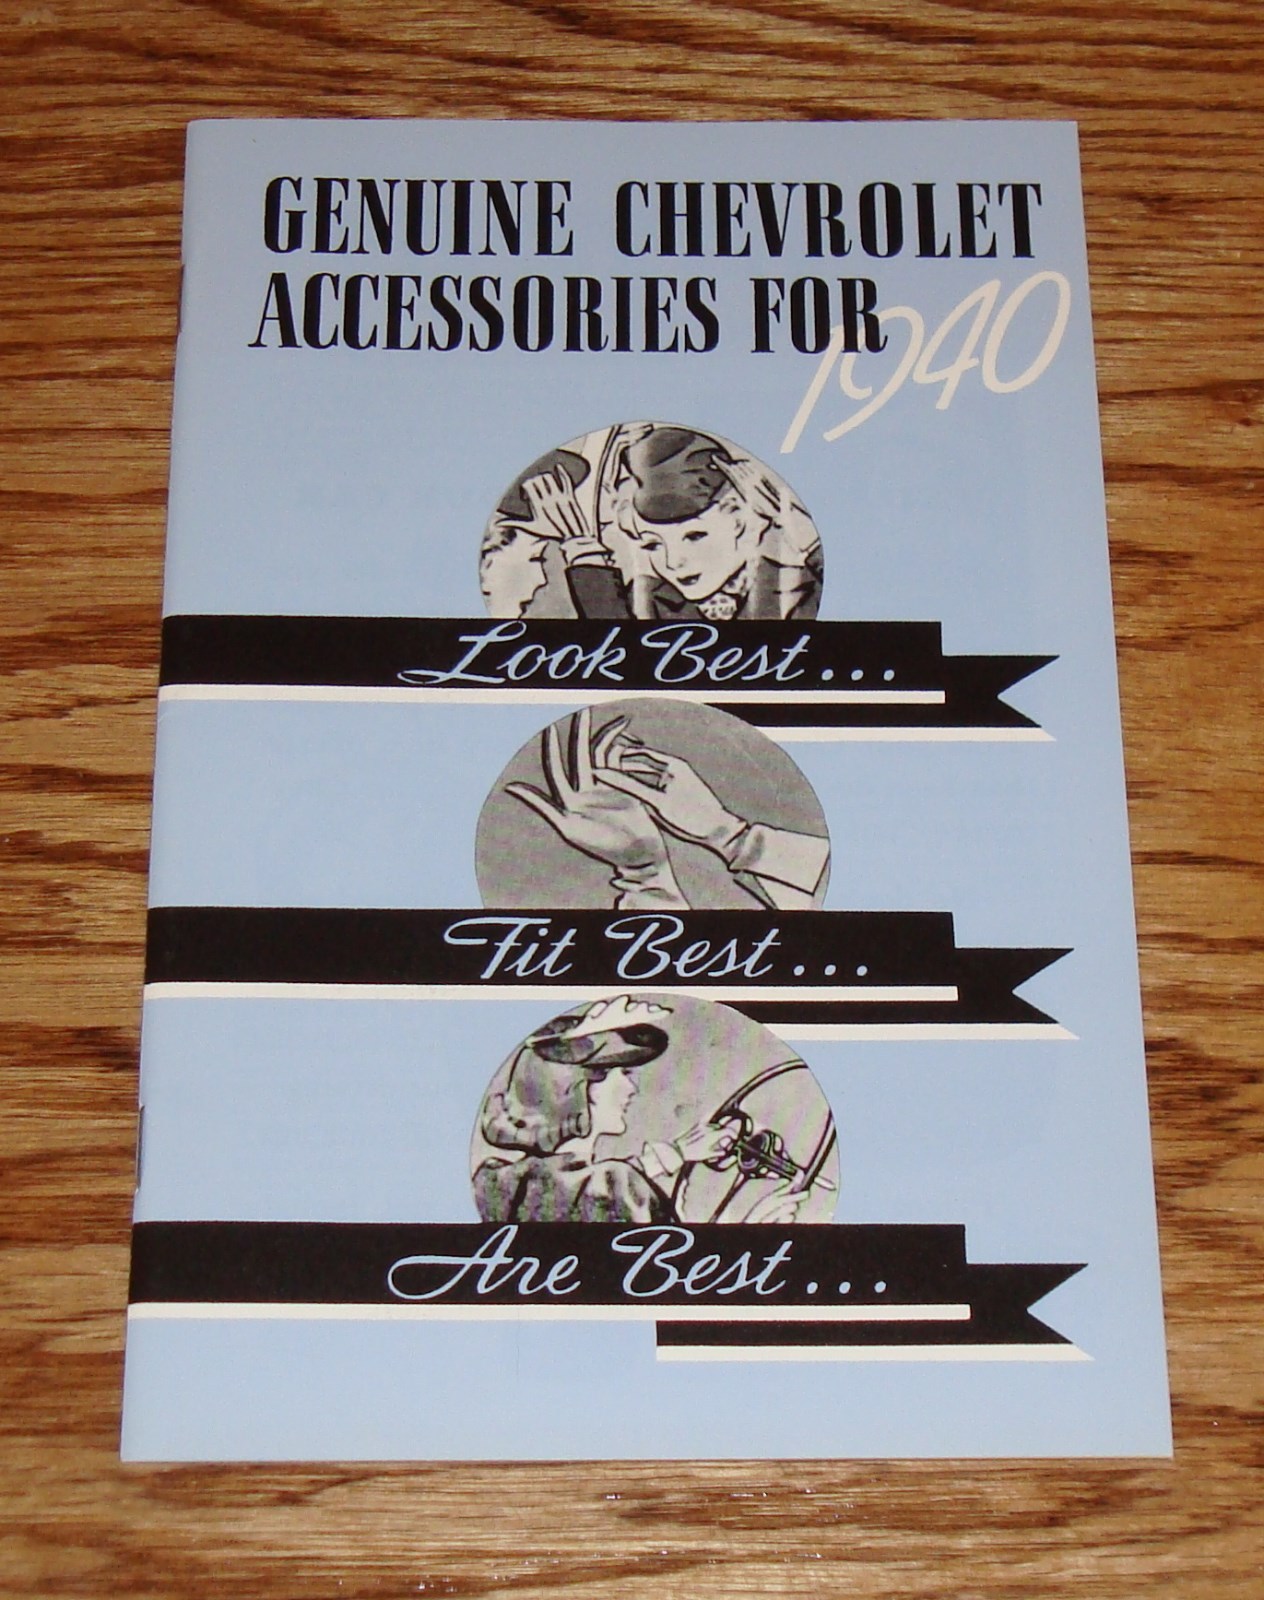 GENUINE CHEVROLET
ACCESSORIES FOR
1940
Look Best...
Fit Best...
Are Best...